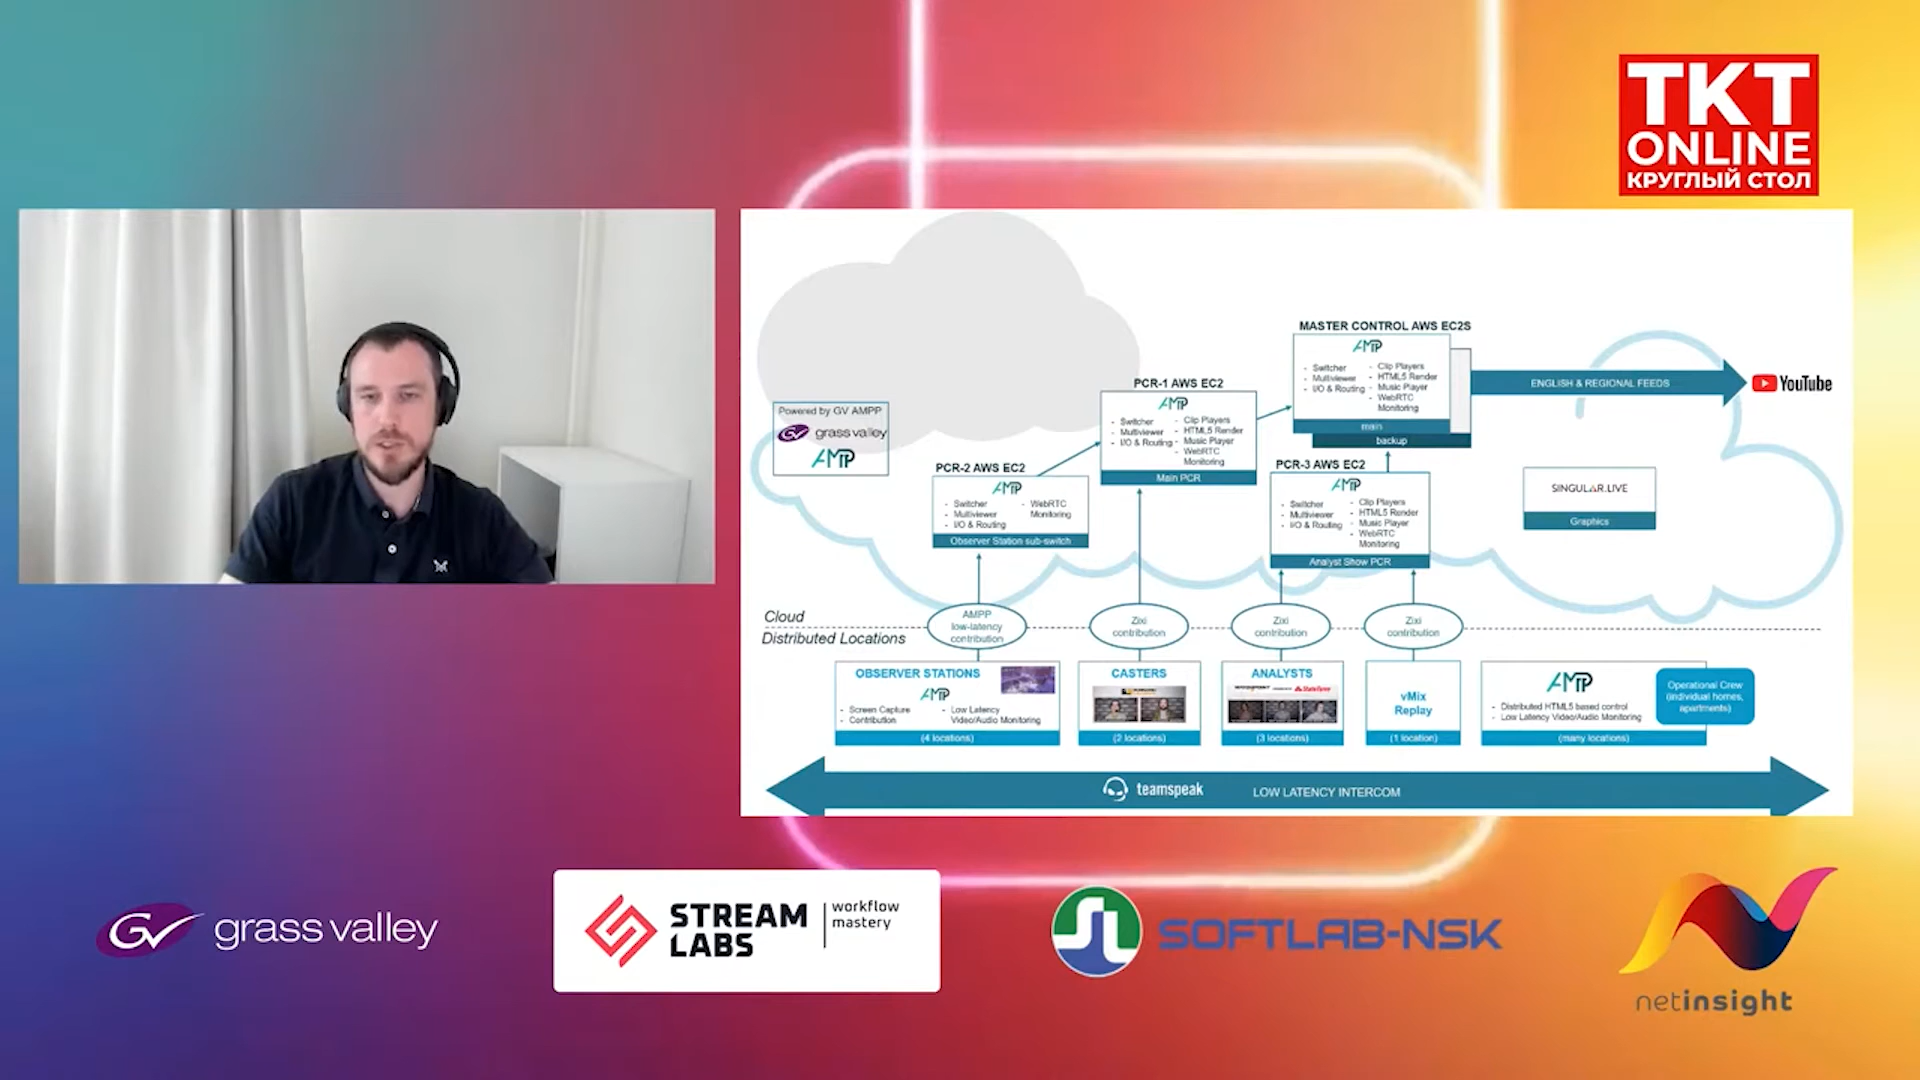 TKT
ONLINE
КРУГЛЫЙ СТОЛ
MASTER CONTROL AWS EC2S
AMPP
- Switcher
- Multiviewer
- I/O & Routing
- Clip Players
- HTML5 Render
- Music Player
- WebRTC
Monitoring
main
backup
ENGLISH & REGIONAL FEEDS
YouTube
PCR-1 AWS EC2
AMPP
- Switcher
- Multiviewer
- I/O & Routing
- Clip Players
- HTML5 Render
- Music Player
- WebRTC
Monitoring
Main PCR
Powered by GV AMPP
GV grass valley
AMPP
PCR-2 AWS EC2
AMPP
- Switcher
- Multiviewer
- I/O & Routing
- WebRTC
Monitoring
Observer Station sub-switch
PCR-3 AWS EC2
AMPP
- Switcher
- Multiviewer
- I/O & Routing
- Clip Players
- HTML5 Render
- Music Player
- WebRTC
Monitoring
Analyst Show PCR
SINGULAR.LIVE
Graphics
Cloud
Distributed Locations
AMPP
low-latency
contribution
Zixi
contribution
Zixi
contribution
Zixi
contribution
OBSERVER STATIONS
AMPP
- Screen Capture
- Contribution
- Low Latency
Video/Audio Monitoring
(4 locations)
CASTERS
(2 locations)
ANALYSTS
(3 locations)
vMix
Replay
(1 location)
AMPP
- Distributed HTML5 based control
- Low Latency Video/Audio Monitoring
(many locations)
Operational Crew
(individual homes,
apartments)
teamspeak
LOW LATENCY INTERCOM
GV grass valley
STREAM
LABS
workflow
mastery
SOFTLAB-NSK
netinsight